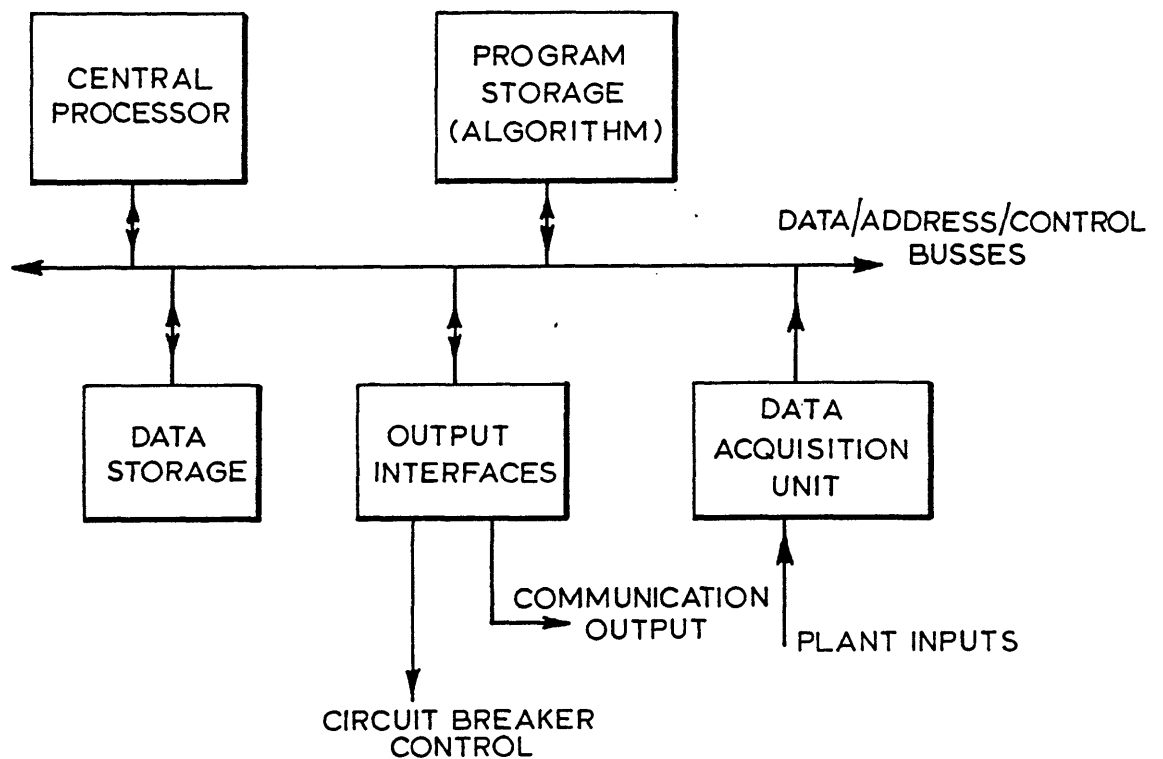 CENTRAL
PROCESSOR
PROGRAM
STORAGE
(ALGORITHM)
DATA/ADDRESS/CONTROL
BUSSES
DATA
STORAGE
OUTPUT
INTERFACES
DATA
ACQUISITION
UNIT
COMMUNICATION
OUTPUT
PLANT INPUTS
CIRCUIT BREAKER
CONTROL